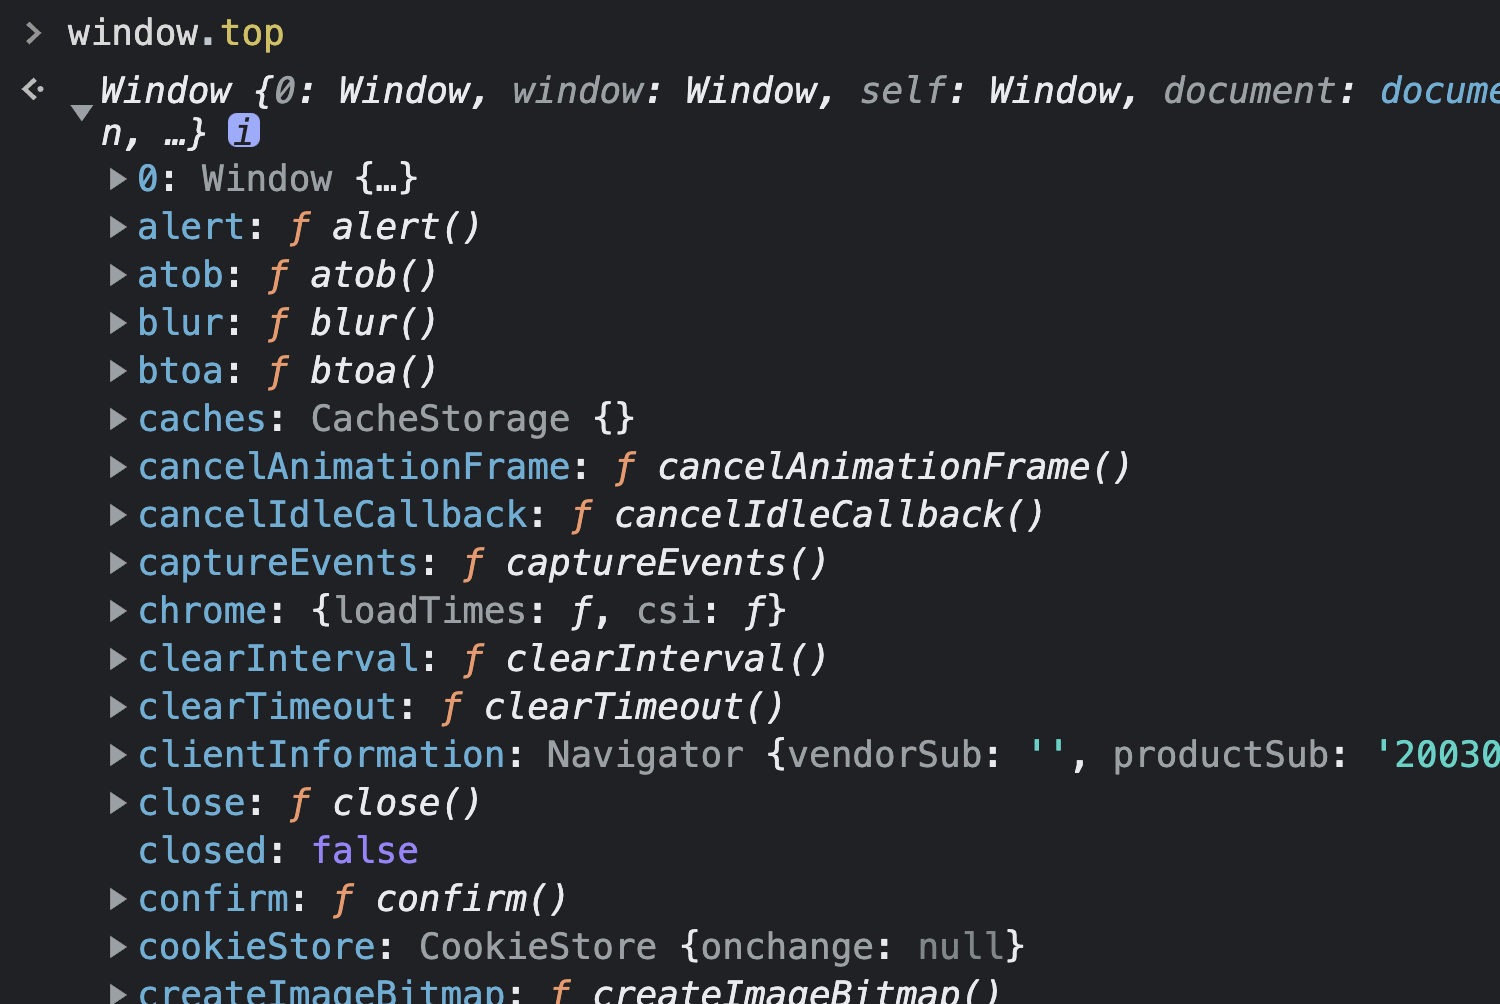 > window.top
Window {0: Window, window: Window, self: Window, document:
n, …} i
0: Window {…}
alert: ƒ alert()
atob: ƒ atob()
blur: ƒ blur()
btoa: ƒ btoa()
caches: CacheStorage {}
cancelAnimationFrame: ƒ cancelAnimationFrame()
cancelIdleCallback: ƒ cancelIdleCallback()
captureEvents: ƒ captureEvents()
chrome: {loadTimes: ƒ, csi: ƒ}
clearInterval: ƒ clearInterval()
clearTimeout: ƒ clearTimeout()
clientInformation: Navigator {vendorSub: '', productSub: '20030
close: ƒ close()
closed: false
confirm: ƒ confirm()
cookieStore: CookieStore {onchange: null}
createImageBitmap: ƒ createImageBitmap()